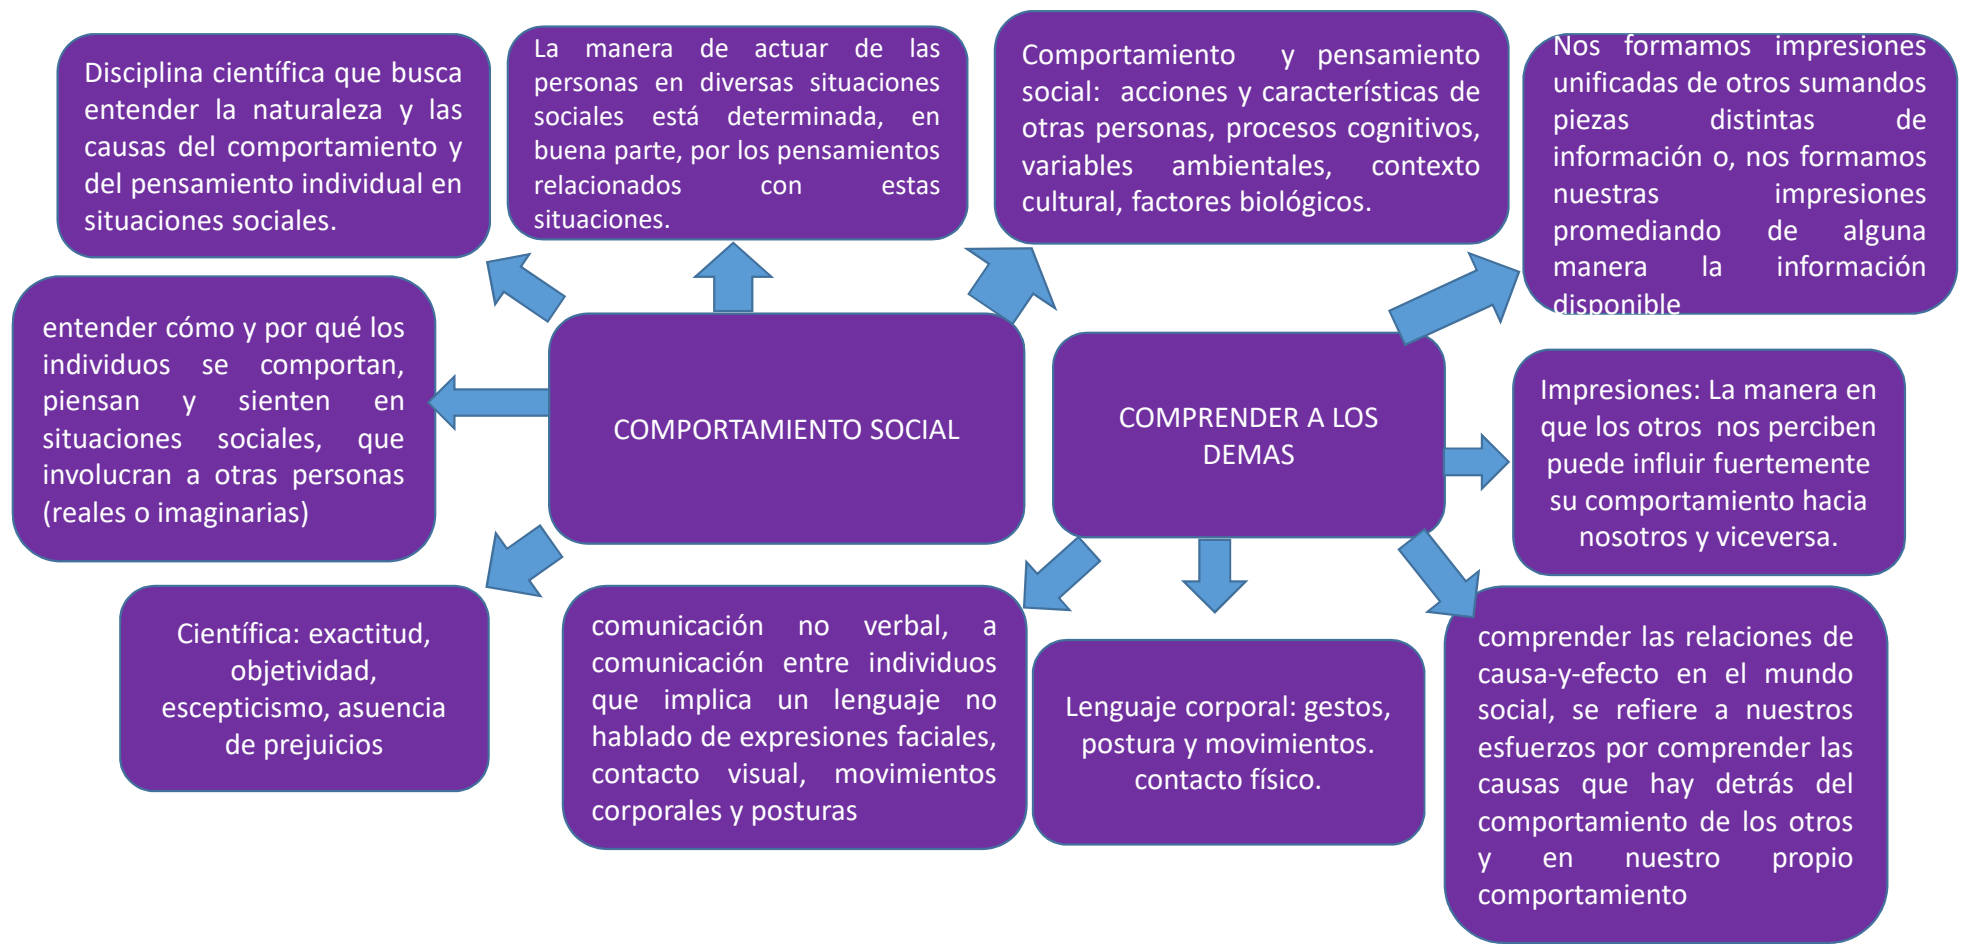 Disciplina científica que busca
entender la naturaleza y las
causas del comportamiento y
del pensamiento individual en
situaciones sociales.
La manera de actuar de las
personas en diversas situaciones
sociales está determinada, en
buena parte, por los pensamientos
relacionados con estas
situaciones.
Comportamiento y pensamiento
social: acciones y características de
otras personas, procesos cognitivos,
variables ambientales, contexto
cultural, factores biológicos.
Nos formamos impresiones
unificadas de otros sumandos
piezas distintas de
información o, nos formamos
nuestras impresiones
promediando de alguna
manera la información
disponible
entender cómo y por qué los
individuos se comportan,
piensan y sienten en
situaciones sociales, que
involucran a otras personas
(reales o imaginarias)
COMPORTAMIENTO SOCIAL
COMPRENDER A LOS
DEMAS
Impresiones: La manera en
que los otros nos perciben
puede influir fuertemente
su comportamiento hacia
nosotros y viceversa.
Científica: exactitud,
objetividad,
escepticismo, asuencia
de prejuicios
comunicación no verbal, a
comunicación entre individuos
que implica un lenguaje no
hablado de expresiones faciales,
contacto visual, movimientos
corporales y posturas
Lenguaje corporal: gestos,
postura y movimientos.
contacto físico.
comprender las relaciones de
causa-y-efecto en el mundo
social, se refiere a nuestros
esfuerzos por comprender las
causas que hay detrás del
comportamiento de los otros
y en nuestro propio
comportamiento